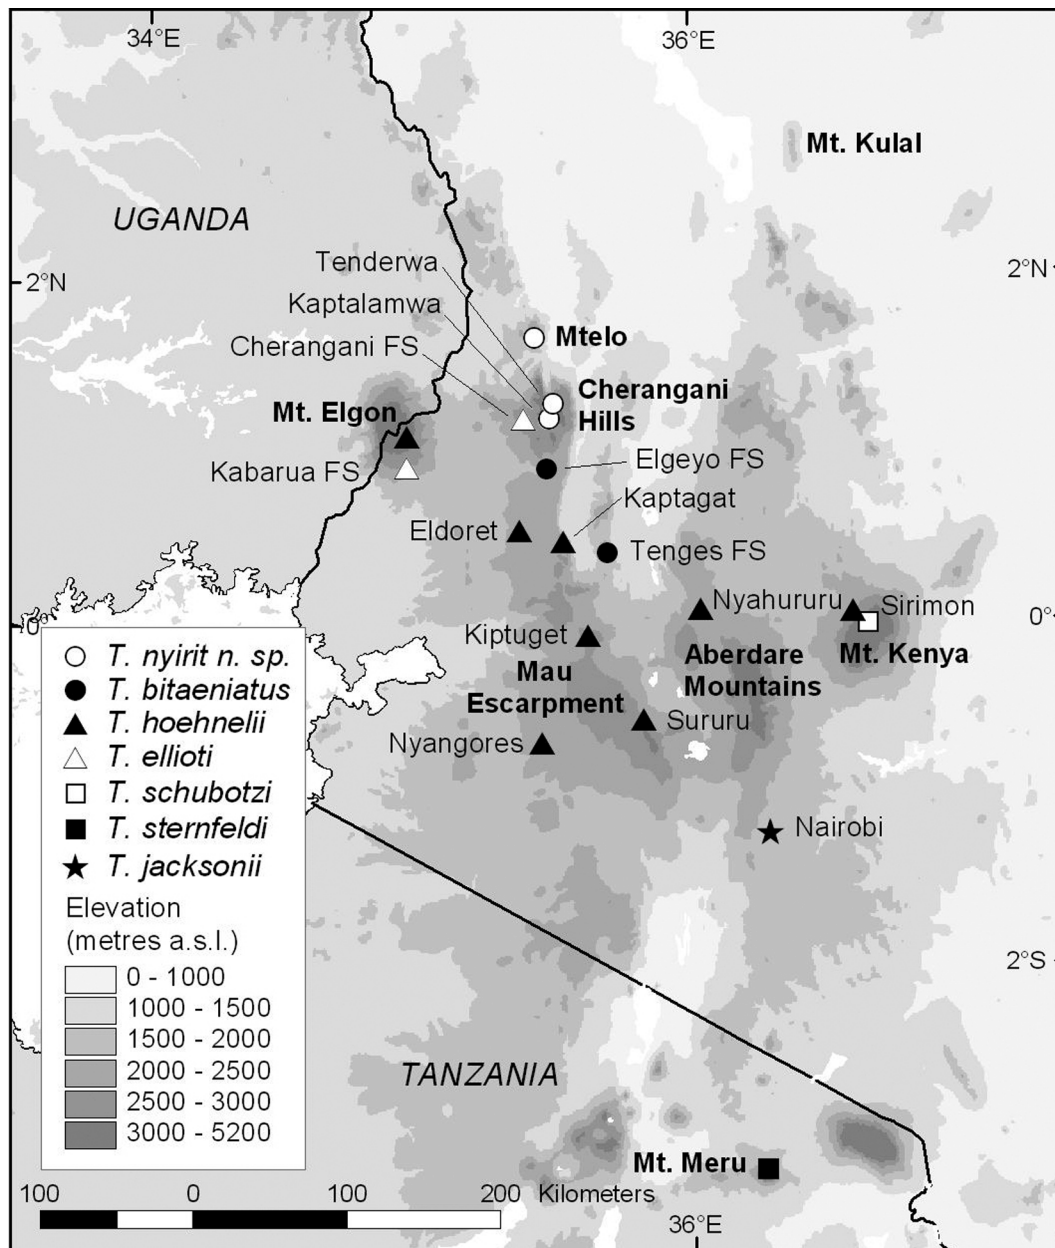 34°E
36°E
Mt. Kulal
UGANDA
Tenderwa
2°N
2°N
Kaptalamwa
Mtelo
Cherangani FS
Cherangani
Hills
Mt. Elgon
Elgeyo FS
Kabarua FS
Kaptagat
Eldoret
Tenges FS
Nyahururu
Sirimon
0°
0°
Kiptuget
Mau
Escarpment
Aberdare
Mountains
Mt. Kenya
Sururu
Nyangores
Nairobi
T. nyirit n. sp.
T. bitaeniatus
T. hoehnelii
T. ellioti
T. schubotzi
T. sternfeldi
T. jacksonii
Elevation
(metres a.s.l.)
0 - 1000
1000 - 1500
1500 - 2000
2000 - 2500
2500 - 3000
3000 - 5200
2°S
TANZANIA
Mt. Meru
100 0 100 200 Kilometers
36°E